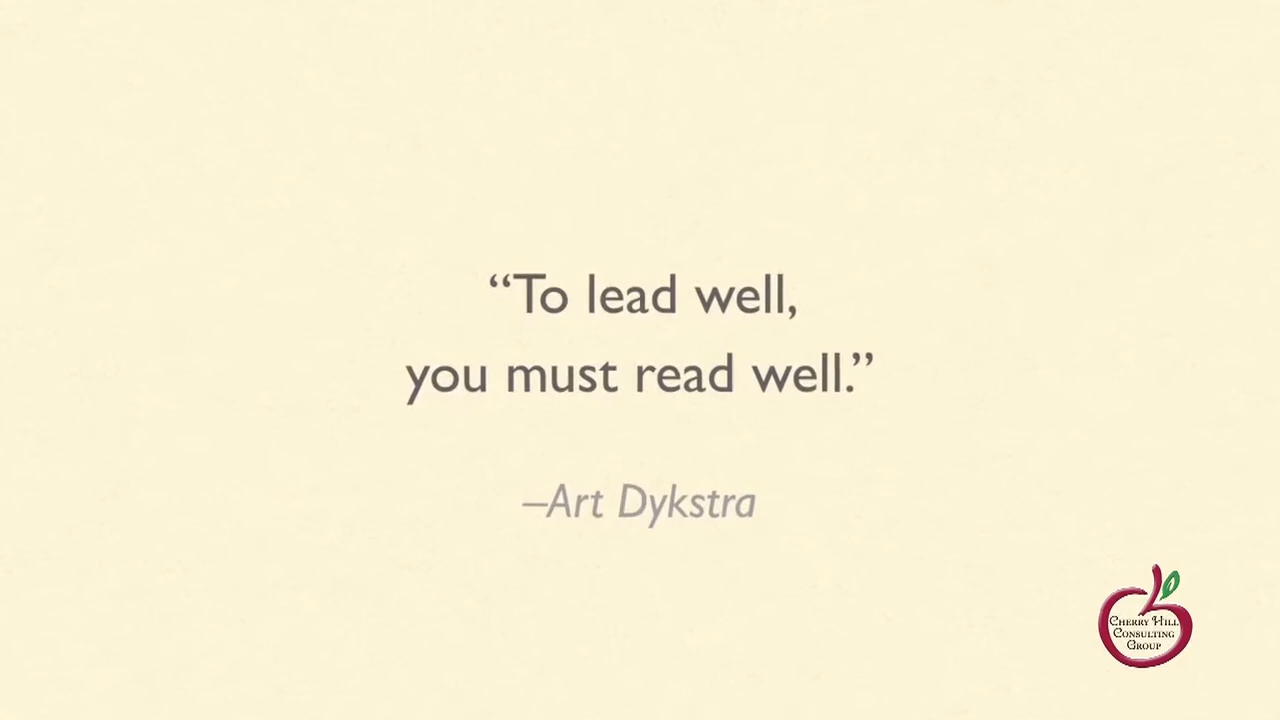 “To lead well,
you must read well.”
–Art Dykstra
Cherry Hill
Consulting
Group